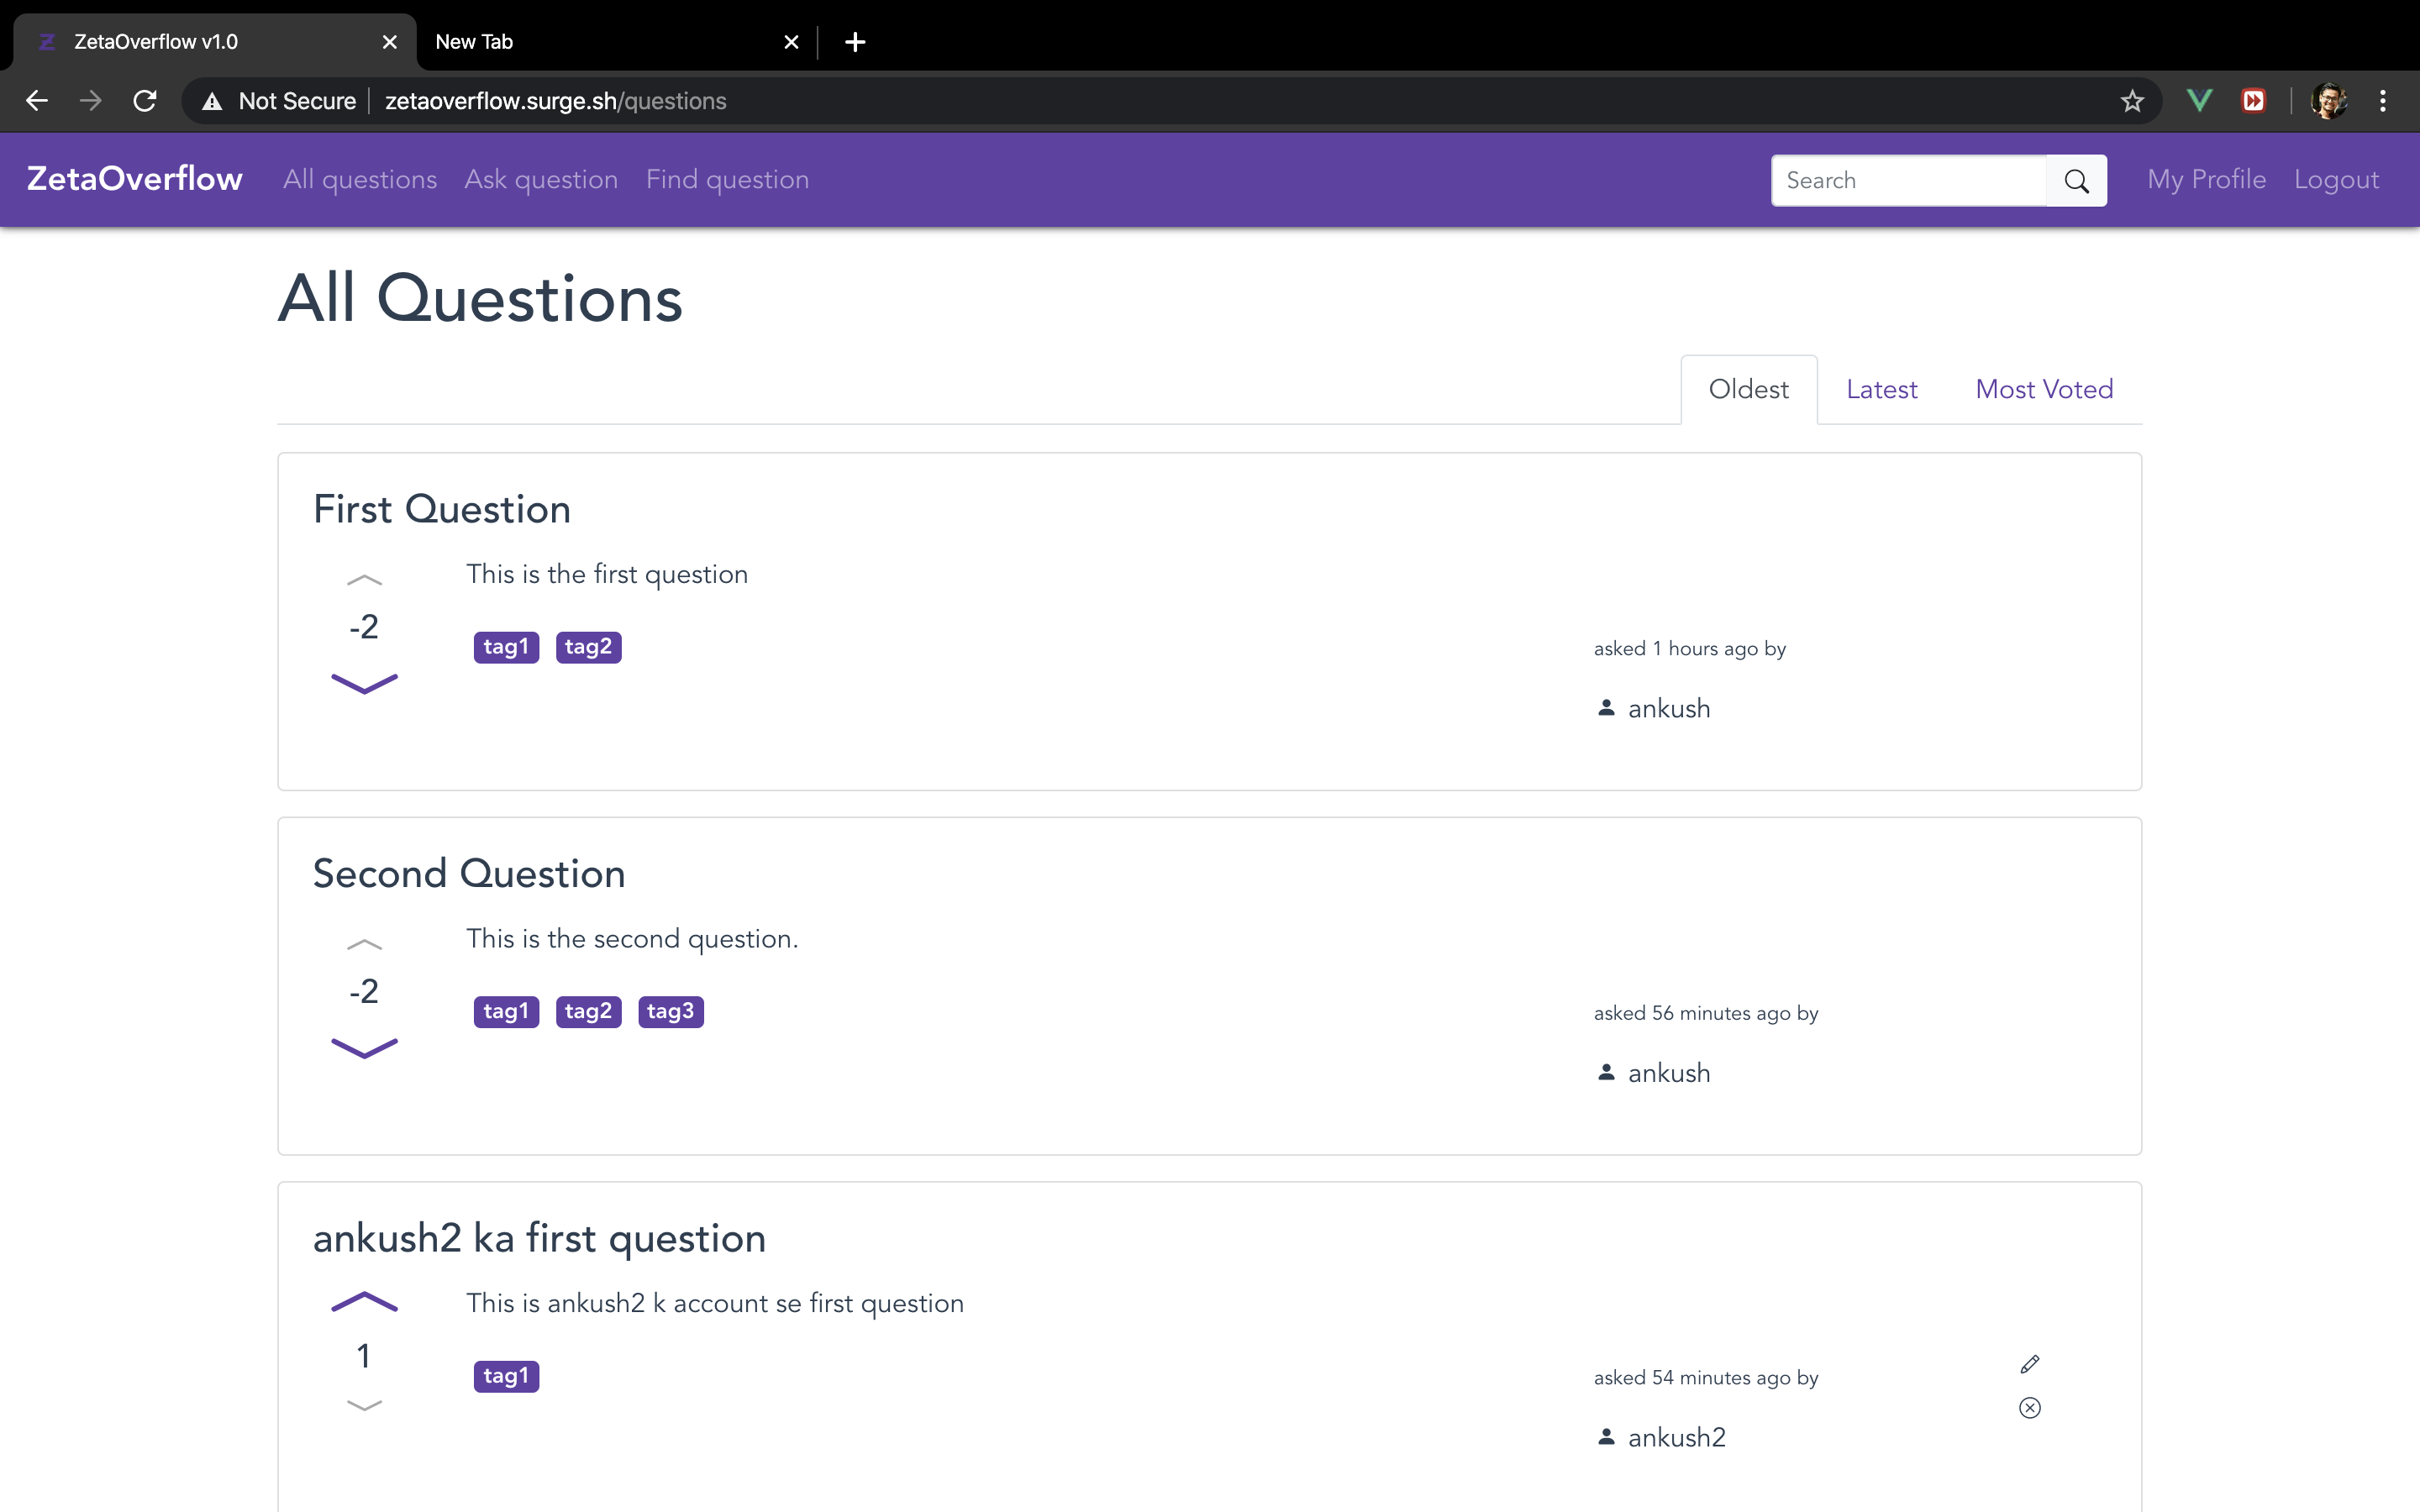 ZetaOverflow v1.0
New Tab
Not Secure zetaoverflow.surge.sh/questions
ZetaOverflow All questions Ask question Find question Search My Profile Logout
All Questions
Oldest Latest Most Voted
First Question
This is the first question
-2
tag1 tag2
asked 1 hours ago by
ankush
Second Question
This is the second question.
-2
tag1 tag2 tag3
asked 56 minutes ago by
ankush
ankush2 ka first question
This is ankush2 k account se first question
1
tag1
asked 54 minutes ago by
ankush2